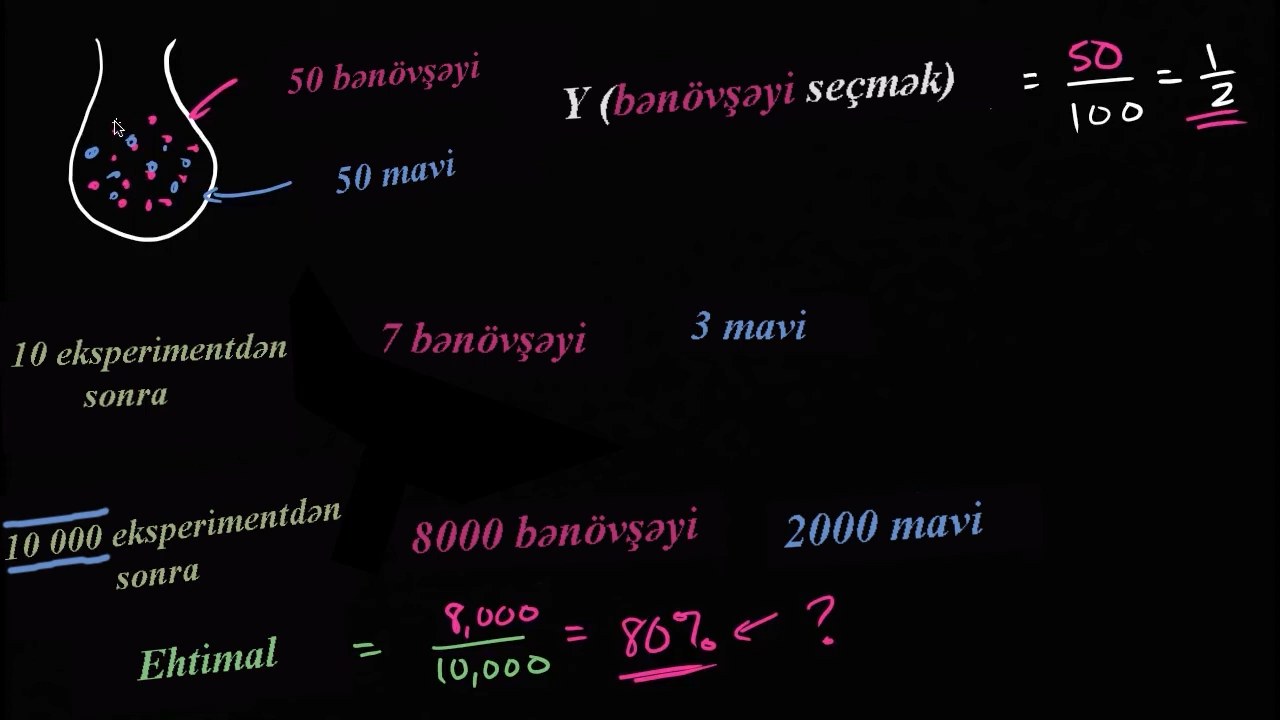 50 bənövşəyi
50 mavi
Y (bənövşəyi seçmək) = 50/100 = 1/2
10 eksperimentdən
sonra
7 bənövşəyi
3 mavi
10 000 eksperimentdən
sonra
8000 bənövşəyi
2000 mavi
Ehtimal = 8,000/10,000 = 80% ← ?